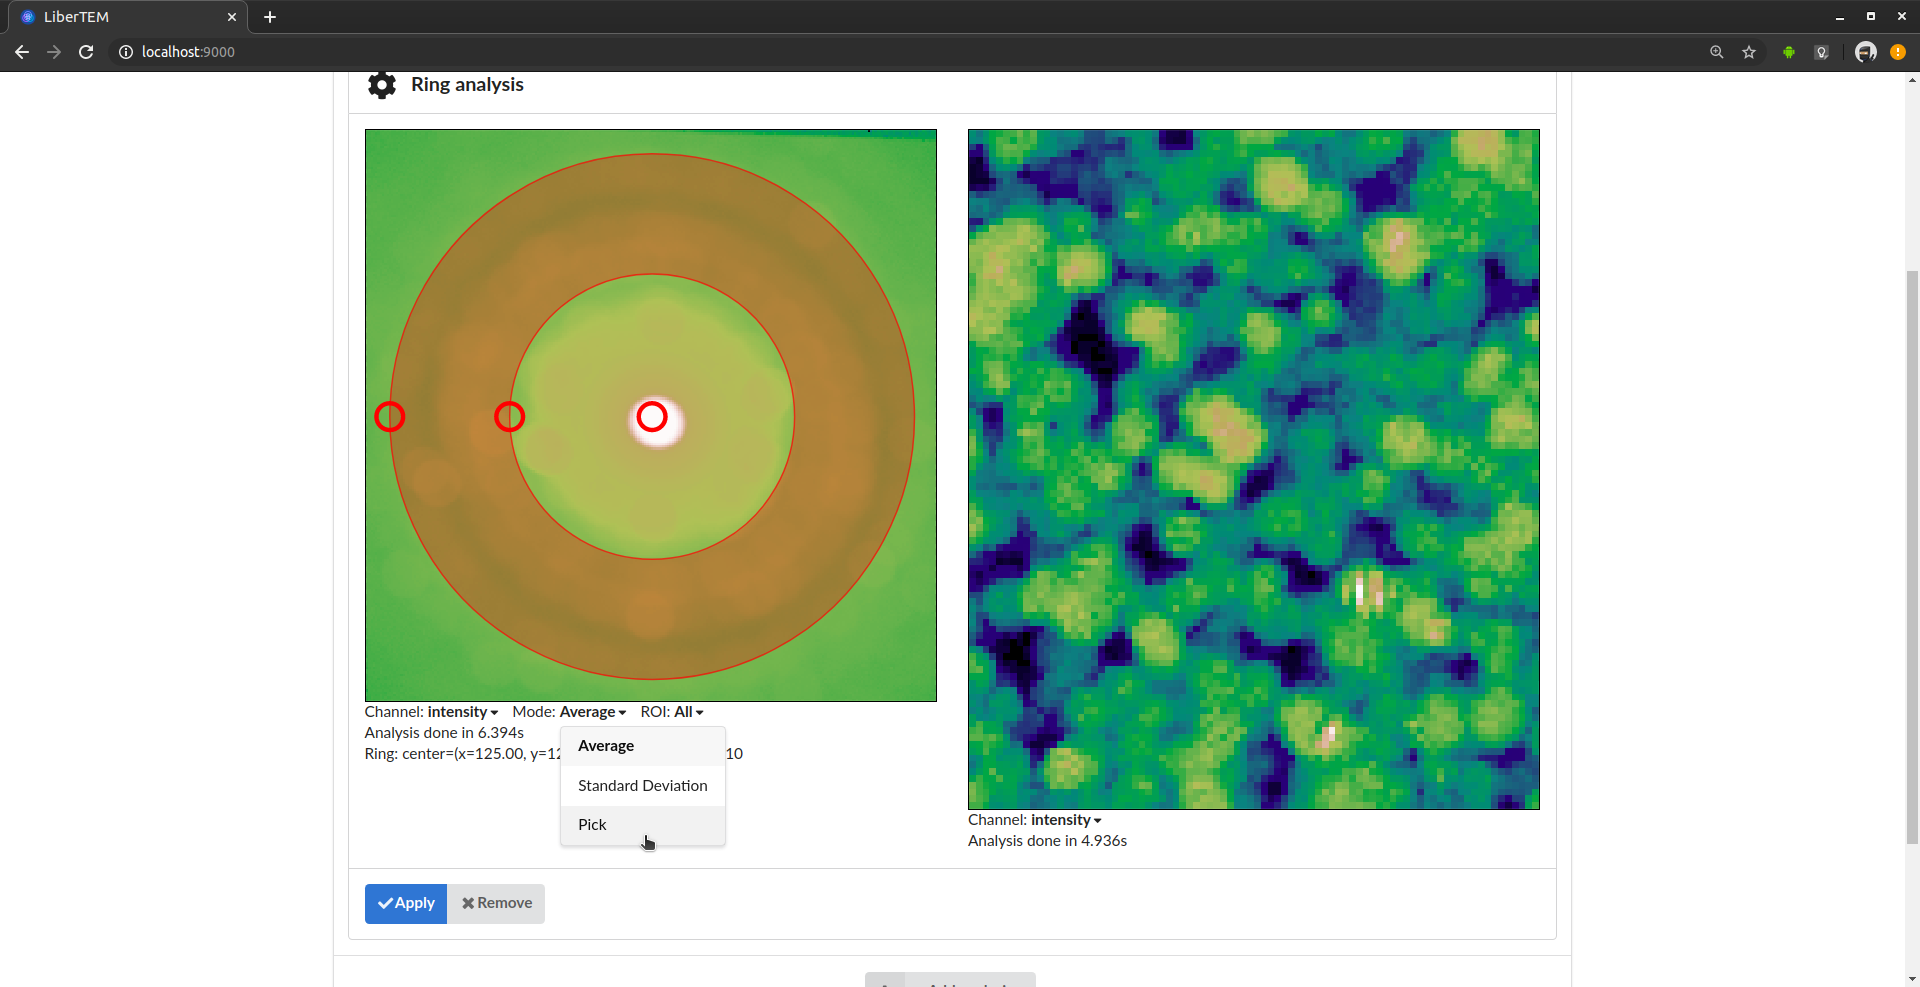 LiberTEM
localhost:9000
Ring analysis
Channel: intensity Mode: Average ROI: All
Analysis done in 6.394s
Ring: center=(x=125.00, y=12
10
Average
Standard Deviation
Pick
Channel: intensity
Analysis done in 4.936s
Apply
Remove